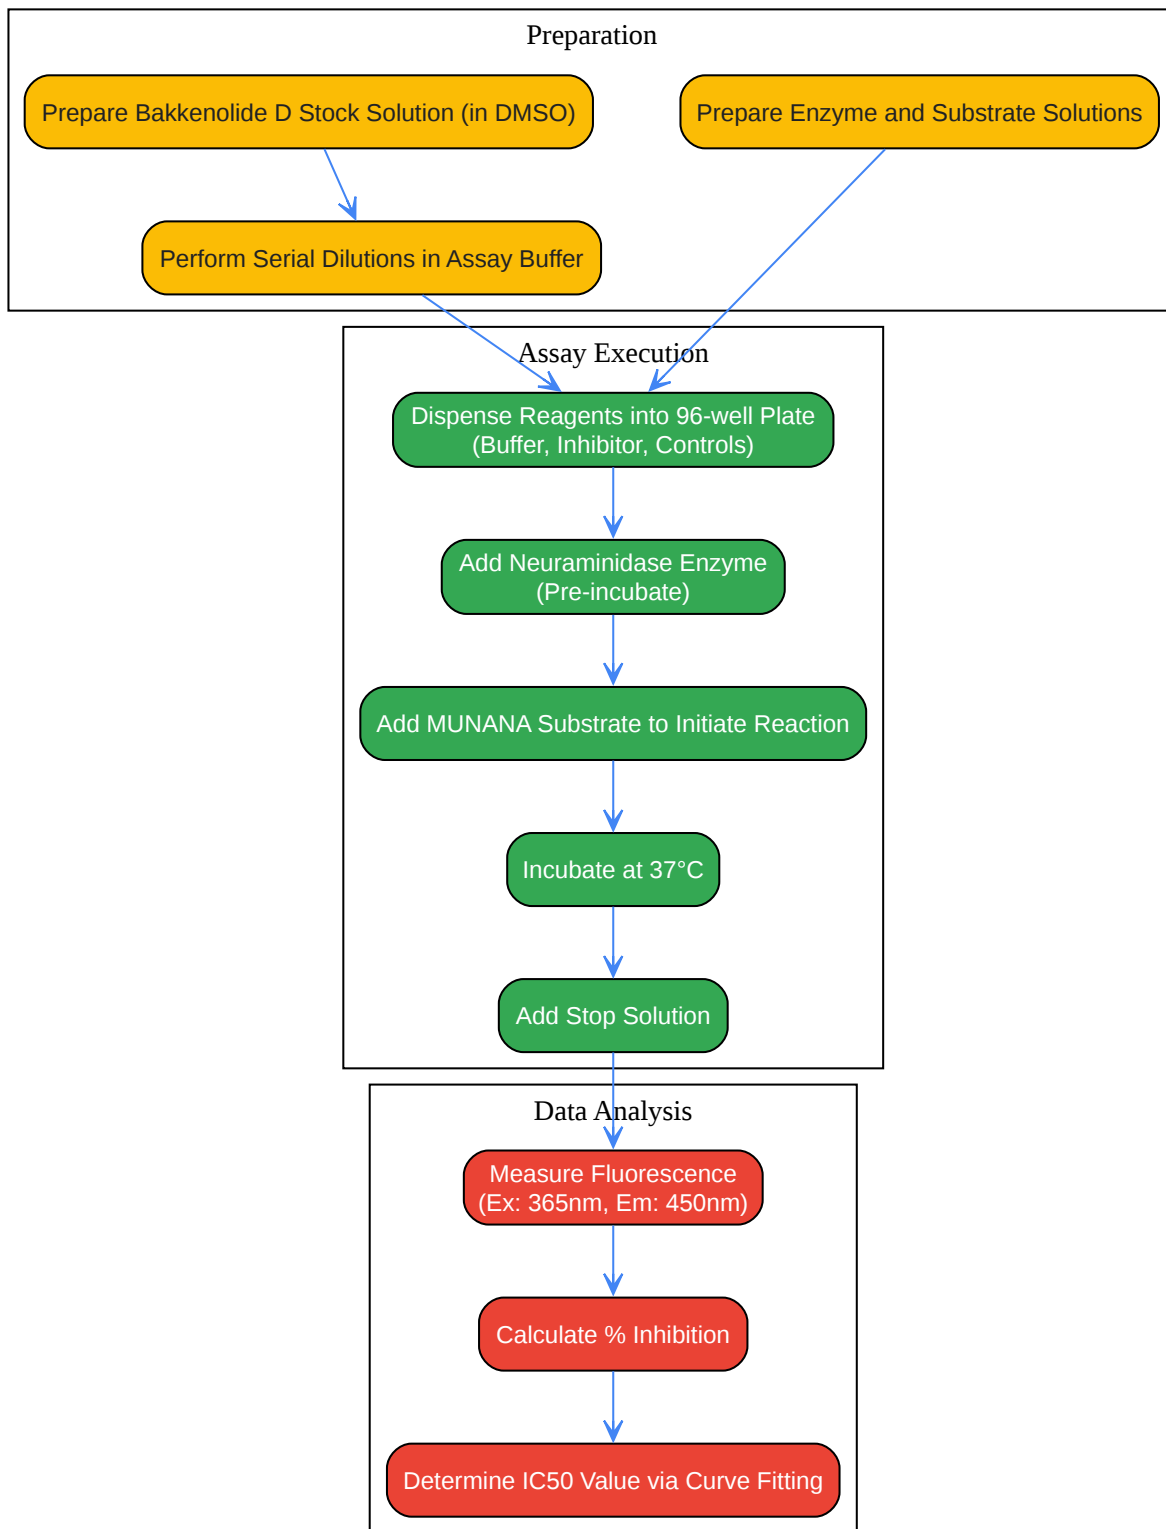 Preparation
Prepare Bakkenolide D Stock Solution (in DMSO)
Prepare Enzyme and Substrate Solutions
Perform Serial Dilutions in Assay Buffer
Assay Execution
Dispense Reagents into 96-well Plate
(Buffer, Inhibitor, Controls)
Add Neuraminidase Enzyme
(Pre-incubate)
Add MUNANA Substrate to Initiate Reaction
Incubate at 37°C
Add Stop Solution
Data Analysis
Measure Fluorescence
(Ex: 365nm, Em: 450nm)
Calculate % Inhibition
Determine IC50 Value via Curve Fitting